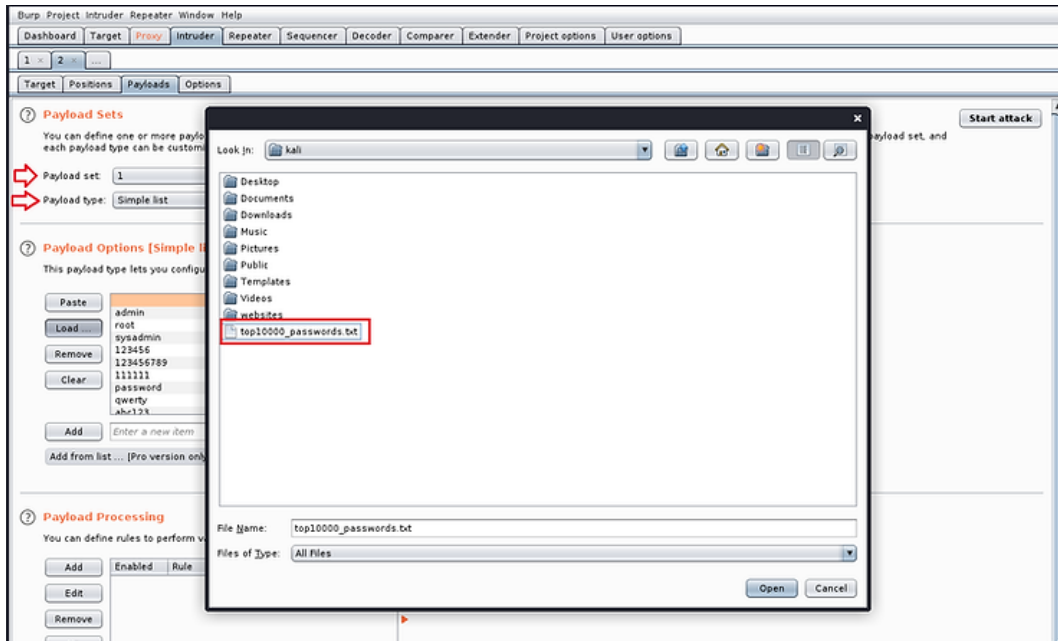 Burp Project Intruder Repeater Window Help
Dashboard Target Proxy Intruder Repeater Sequencer Decoder Comparer Extender Project options User options
1 × 2 × ...
Target Positions Payloads Options
? Payload Sets
Start attack
You can define one or more paylo
ayload set, and
each payload type can be customi
Payload set: 1
Payload type: Simple list
? Payload Options [Simple li
This payload type lets you configu
Paste
Load ...
Remove
Clear
admin
root
sysadmin
123456
123456789
111111
password
qwerty
abc123
Add
Enter a new item
Add from list ... [Pro version only
? Payload Processing
You can define rules to perform v
Add
Enabled Rule
Edit
Remove
×
Look In: kali
Desktop
Documents
Downloads
Music
Pictures
Public
Templates
Videos
websites
top10000_passwords.txt
File Name: top10000_passwords.txt
Files of Type: All Files
Open Cancel